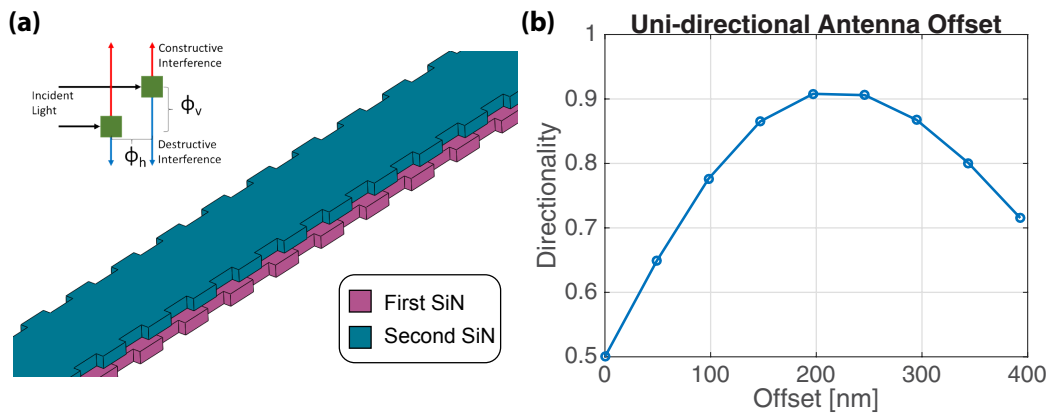 (a)
Constructive
Interference
Incident
Light
ϕv
Destructive
Interference
ϕh
First SiN
Second SiN
(b)
Uni-directional Antenna Offset
Directionality
1
0.9
0.8
0.7
0.6
0.5
0
100
200
300
400
Offset [nm]